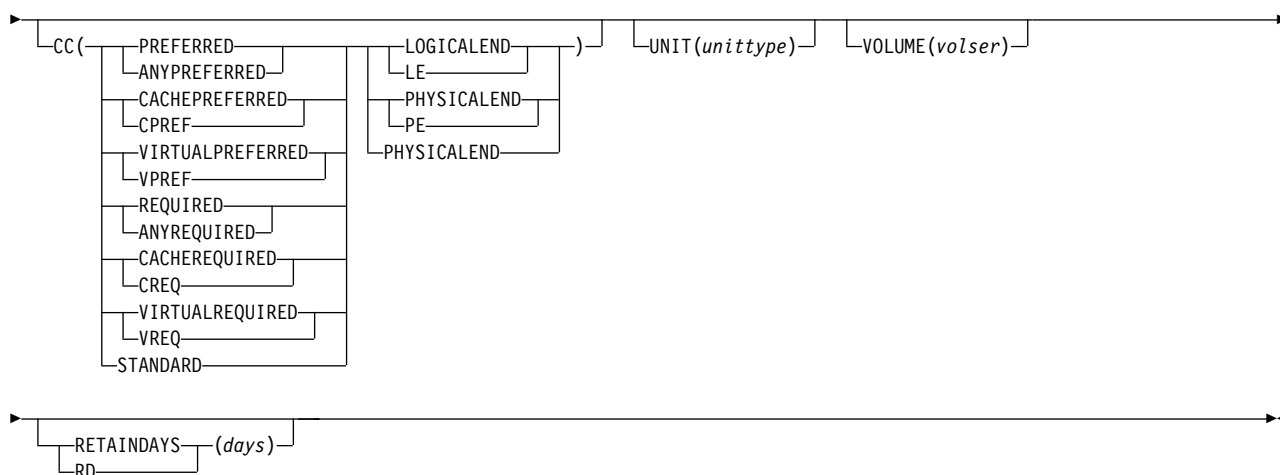 CC( PREFERRED LOGICALEND ) UNIT(unittype) VOLUME(volser)
ANYPREFERRED LE
CACHEPREFERRED PHYSICALEND
CPREF PE
VIRTUALPREFERRED PHYSICALEND
VPREF
REQUIRED
ANYREQUIRED
CACHEREQUIRED
CREQ
VIRTUALREQUIRED
VREQ
STANDARD
RETAINDAYS (days)
RD